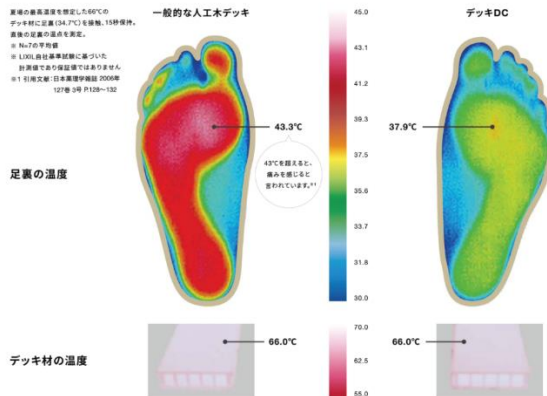 夏場の最高温度を想定した66℃の
デッキ材に足裏(34.7℃)を接触、15秒保持。
直後の足裏の温点を測定。
※ N=7の平均値
※ LIXIL自社基準試験に基づいた
計測値であり保証値ではありません
※1 引用文献:日本薬理学雑誌 2006年
127巻 3号 P.128〜132
一般的な人工木デッキ
デッキDC
足裏の温度
43.3℃
43℃を超えると、
痛みを感じると
言われています。※1
45.0
43.1
41.2
39.3
37.5
35.6
33.7
31.8
30.0
37.9℃
デッキ材の温度
66.0℃
70.0
62.5
55.0
66.0℃